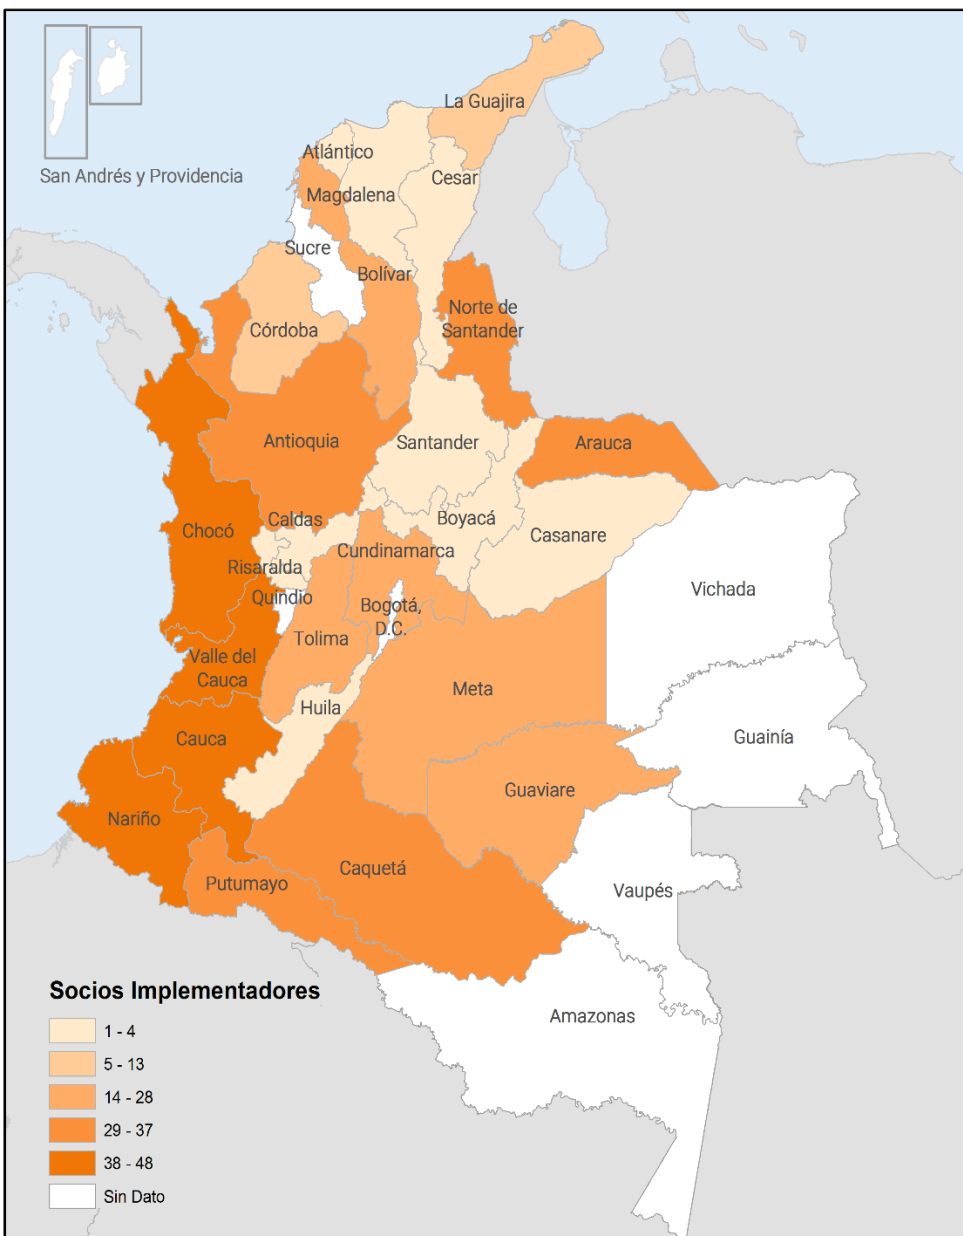 La Guajira
Atlántico
San Andrés y Providencia
Cesar
Magdalena
Sucre
Bolívar
Norte de
Santander
Córdoba
Antioquia
Santander
Arauca
Caldas
Boyacá
Chocó
Casanare
Cundinamarca
Risaralda
Vichada
Quindio
Bogotá,
D.C.
Tolima
Valle del
Cauca
Meta
Huila
Cauca
Guainía
Guaviare
Nariño
Caquetá
Putumayo
Vaupés
Socios Implementadores
Amazonas
1 - 4
5 - 13
14 - 28
29 - 37
38 - 48
Sin Dato